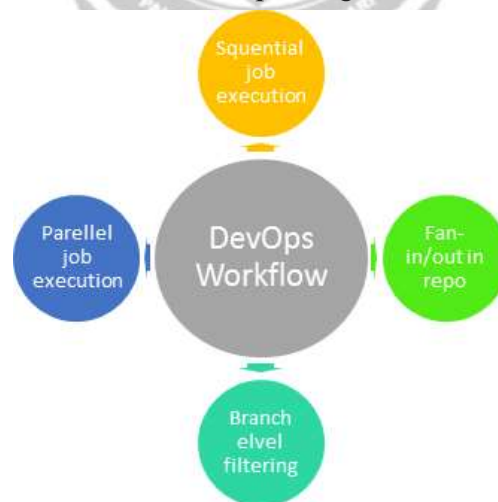 Squential
job
execution
Parellel
job
execution
DevOps
Workflow
Fan-
in/out in
repo
Branch
elvel
filtering